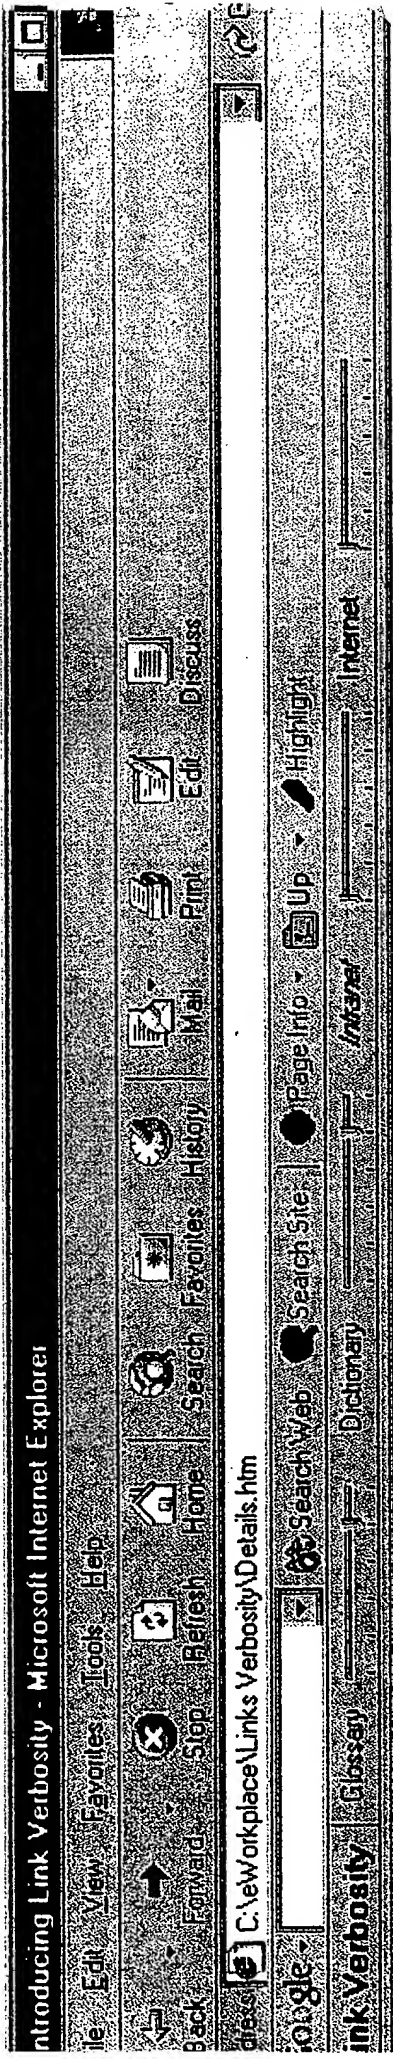 ntroducing Link Verbosity - Microsoft Internet Explorer
ile Edit View Favorites Tools Help
Back Forward Stop Refresh Home Search Favorites History Mail Print Edit Discuss
dress C:\eWorkplace\Links Verbosity\Details.htm
Google Search Web Search Site Page Info Up Highlight
ink Verbosity Glossary Dictionary Intranet Internet